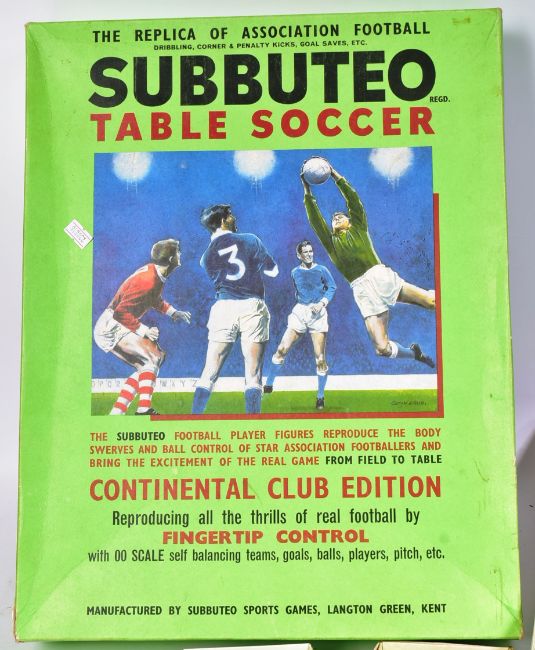 THE REPLICA OF ASSOCIATION FOOTBALL
DRIBBLING, CORNER & PENALTY KICKS, GOAL SAVES, ETC.
SUBBUTEO
REGD.
TABLE SOCCER
3
THE SUBBUTEO FOOTBALL PLAYER FIGURES REPRODUCE THE BODY
SWERVES AND BALL CONTROL OF STAR ASSOCIATION FOOTBALLERS AND
BRING THE EXCITEMENT OF THE REAL GAME FROM FIELD TO TABLE
CONTINENTAL CLUB EDITION
Reproducing all the thrills of real football by
FINGERTIP CONTROL
with OO SCALE self balancing teams, goals, balls, players, pitch, etc.
MANUFACTURED BY SUBBUTEO SPORTS GAMES, LANGTON GREEN, KENT